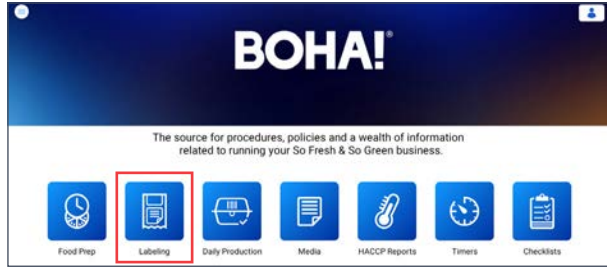 BOHA!®
The source for procedures, policies and a wealth of information
related to running your So Fresh & So Green business.
Food Prep
Labeling
Daily Production
Media
HACCP Reports
Timers
Checklists